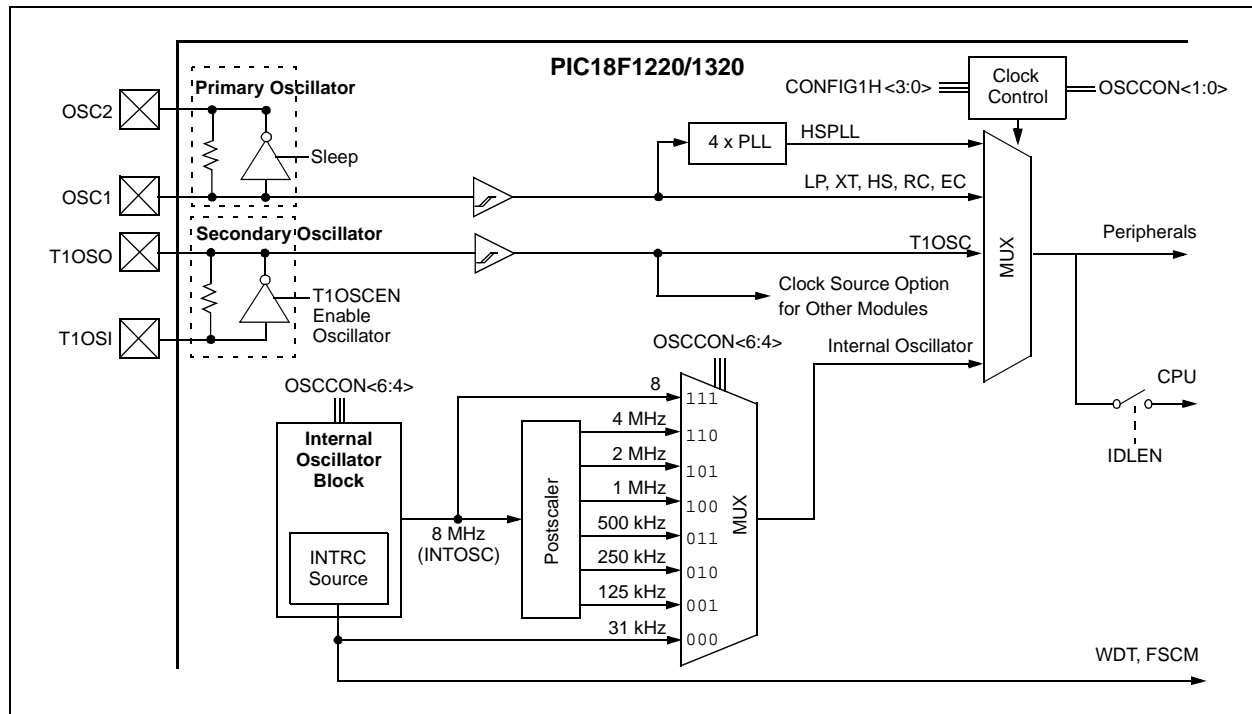 PIC18F1220/1320
CONFIG1H <3:0>
Clock
Control
OSCCON<1:0>
Primary Oscillator
OSC2
Sleep
OSC1
4 x PLL
HSPLL
LP, XT, HS, RC, EC
Secondary Oscillator
T1OSO
T1OSCEN
Enable
Oscillator
T1OSI
T1OSC
Clock Source Option
for Other Modules
MUX
Peripherals
Internal Oscillator
CPU
IDLEN
OSCCON<6:4>
OSCCON<6:4>
Internal
Oscillator
Block
INTRC
Source
8 MHz
(INTOSC)
Postscaler
8
4 MHz
2 MHz
1 MHz
500 kHz
250 kHz
125 kHz
31 kHz
111
110
101
100
011
010
001
000
MUX
WDT, FSCM